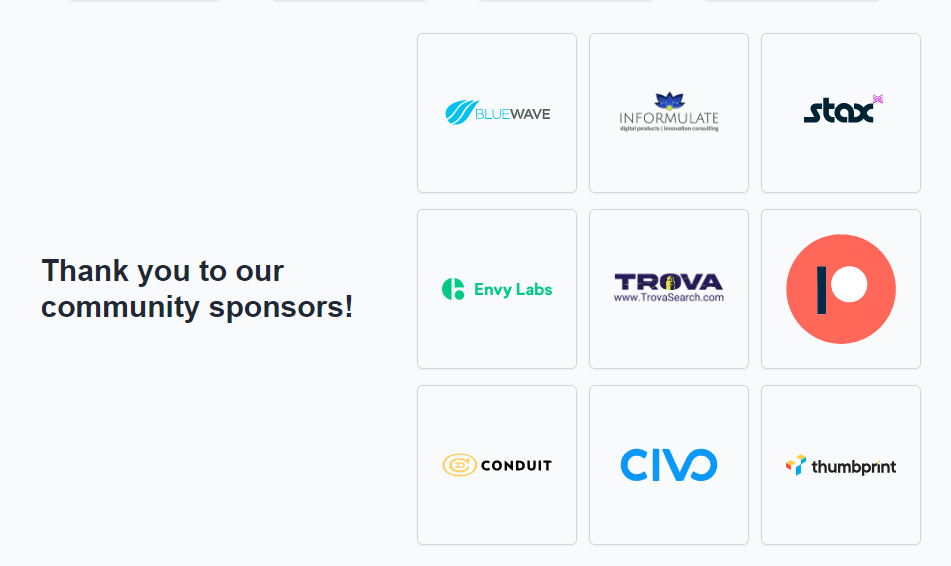 BLUEWAVE
INFORMULATE
digital products | innovation consulting
stax
Thank you to our
community sponsors!
Envy Labs
TROVA
www.TrovaSearch.com
CONDUIT
CIVO
thumbprint